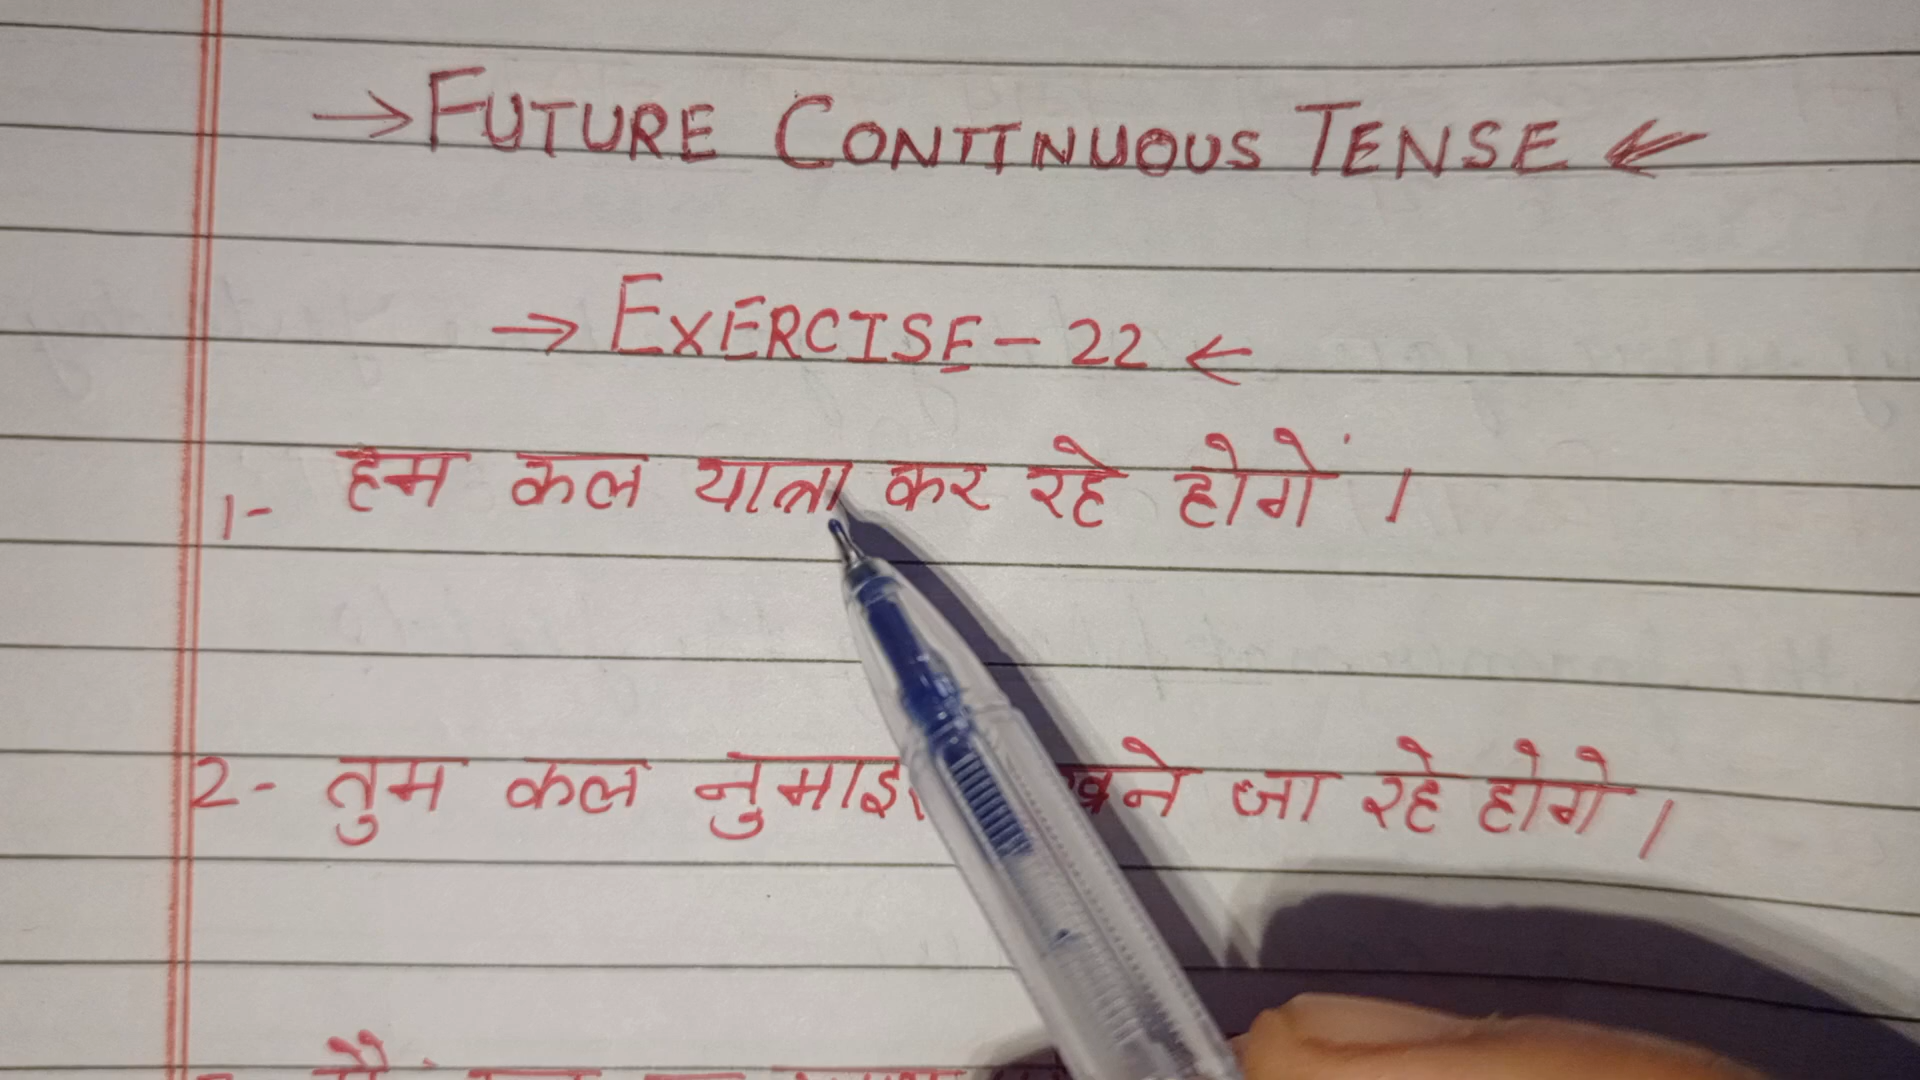 → FUTURE CONTINUOUS TENSE ←
→ EXERCISE - 22 ←
1- हम कल यात्रा कर रहे होगें ।
2- तुम कल जा रहे होगे ।